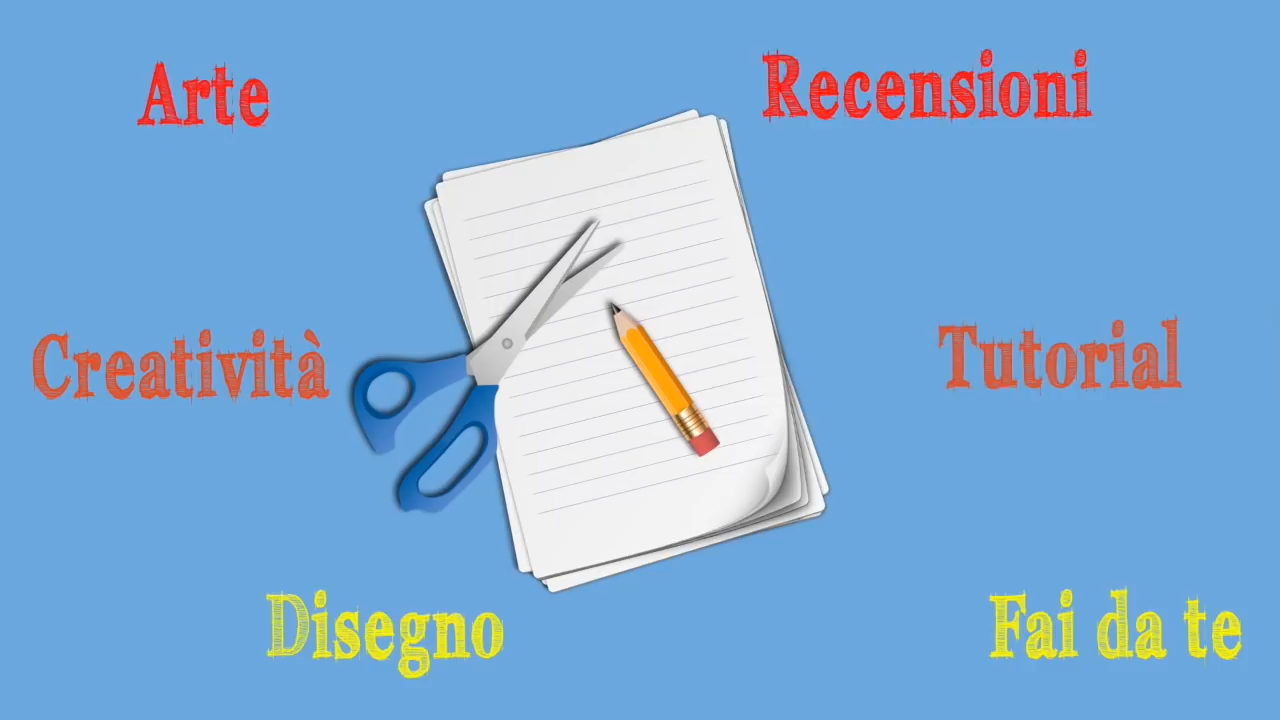 Arte
Recensioni
Creatività
Tutorial
Disegno
Fai da te